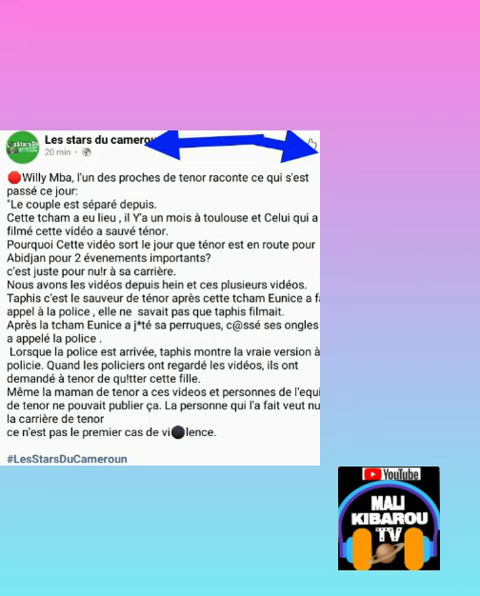 Les stars du camerou
20 min
🔴Willy Mba, l'un des proches de tenor raconte ce qui s'est
passé ce jour:
"Le couple est séparé depuis.
Cette tcham a eu lieu , il Y'a un mois à toulouse et Celui qui a
filmé cette vidéo a sauvé ténor.
Pourquoi Cette vidéo sort le jour que ténor est en route pour
Abidjan pour 2 évenements importants?
c'est juste pour nu!r à sa carrière.
Nous avons les vidéos depuis hein et ces plusieurs vidéos.
Taphis c'est le sauveur de ténor après cette tcham Eunice a fa
appel à la police , elle ne savait pas que taphis filmait.
Après la tcham Eunice a j*té sa perruques, c@ssé ses ongles
a appelé la police .
Lorsque la police est arrivée, taphis montre la vraie version à
policie. Quand les policiers ont regardé les vidéos, ils ont
demandé à tenor de qu!tter cette fille.
Même la maman de tenor a ces videos et personnes de l'equi
de tenor ne pouvait publier ça. La personne qui l'a fait veut nu
la carrière de tenor
ce n'est pas le premier cas de vi⚫lence.
#LesStarsDuCameroun
YouTube
MALI
KIBAROU
TV